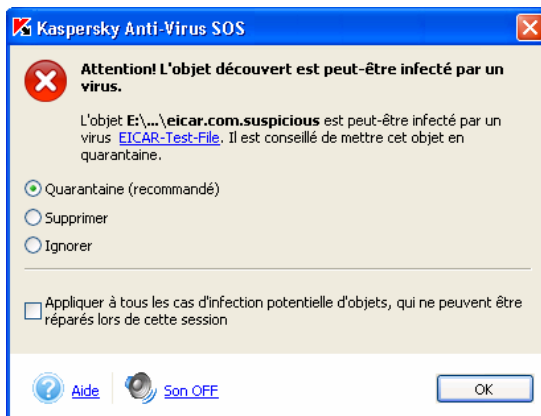 Kaspersky Anti-Virus SOS
Attention! L'objet découvert est peut-être infecté par un
virus.
L'objet E:\...\eicar.com.suspicious est peut-être infecté par un
virus EICAR-Test-File. Il est conseillé de mettre cet objet en
quarantaine.
Quarantaine (recommandé)
Supprimer
Ignorer
Appliquer à tous les cas d'infection potentielle d'objets, qui ne peuvent être
réparés lors de cette session
Aide
Son OFF
OK